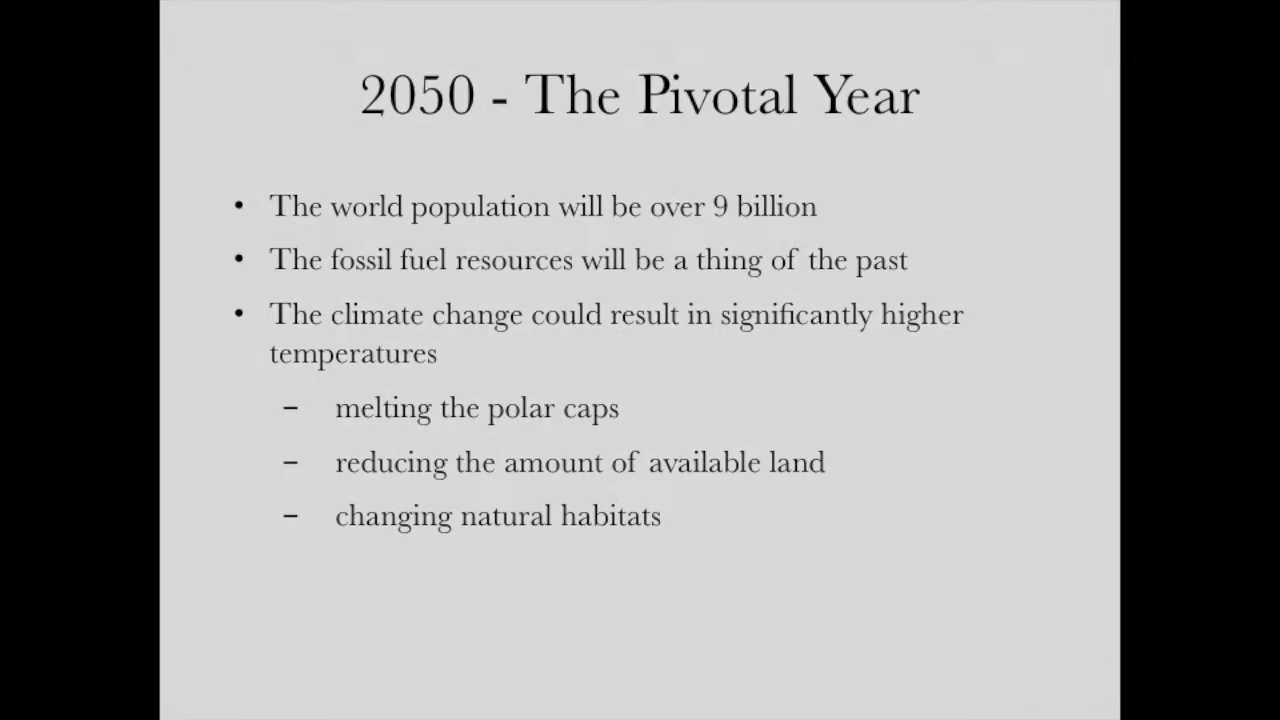 2050 - The Pivotal Year
• The world population will be over 9 billion
• The fossil fuel resources will be a thing of the past
• The climate change could result in significantly higher
temperatures
– melting the polar caps
– reducing the amount of available land
– changing natural habitats